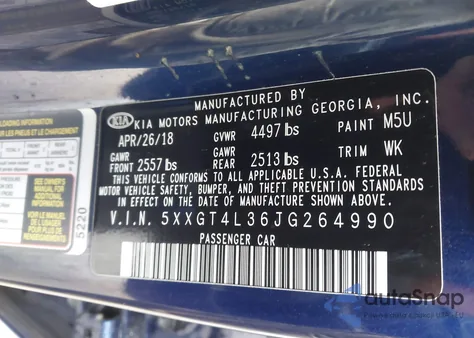 MANUFACTURED BY
KIA KIA MOTORS MANUFACTURING GEORGIA, INC.
APR/26/18 GVWR 4497 lbs PAINT M5U
GAWR FRONT 2557 lbs GAWR REAR 2513 lbs TRIM WK
THIS VEHICLE CONFORMS TO ALL APPLICABLE U.S.A. FEDERAL
MOTOR VEHICLE SAFETY, BUMPER, AND THEFT PREVENTION STANDARDS
IN EFFECT ON THE DATE OF MANUFACTURE SHOWN ABOVE.
V.I.N. 5XXGT4L36JG264990
PASSENGER CAR
5220
autoSnap